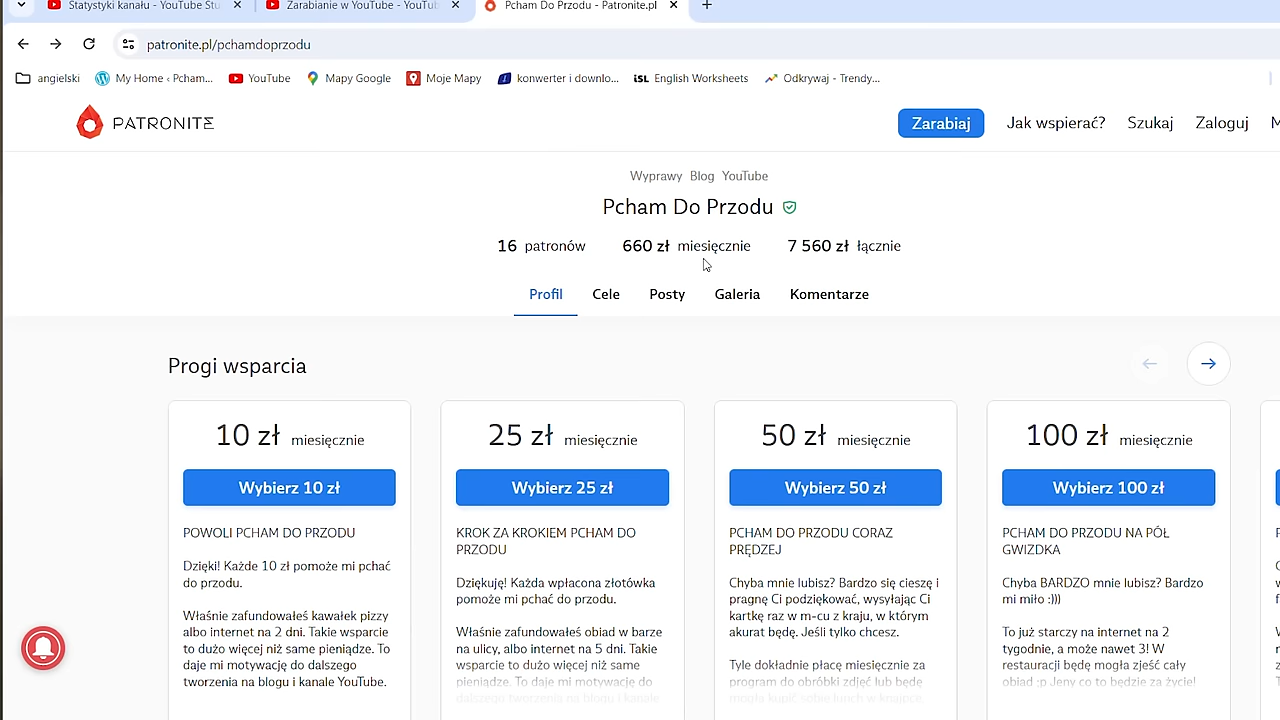 Statystyki kanału - YouTube Stu
Zarabianie w YouTube - YouTub
Pcham Do Przodu - Patronite.pl
patronite.pl/pchamdoprzodu
angielski
My Home ‹ Pcham...
YouTube
Mapy Google
Moje Mapy
konwerter i downlo...
iSL English Worksheets
Odkrywaj - Trendy...
PATRONITE
Zarabiaj
Jak wspierać?
Szukaj
Zaloguj
M
Wyprawy Blog YouTube
Pcham Do Przodu
16 patronów 660 zł miesięcznie 7 560 zł łącznie
Profil Cele Posty Galeria Komentarze
Progi wsparcia
10 zł miesięcznie
Wybierz 10 zł
POWOLI PCHAM DO PRZODU
Dzięki! Każde 10 zł pomoże mi pchać
do przodu.
Właśnie zafundowałeś kawałek pizzy
albo internet na 2 dni. Takie wsparcie
to dużo więcej niż same pieniądze. To
daje mi motywację do dalszego
tworzenia na blogu i kanale YouTube.
25 zł miesięcznie
Wybierz 25 zł
KROK ZA KROKIEM PCHAM DO
PRZODU
Dziękuję! Każda wpłacona złotówka
pomoże mi pchać do przodu.
Właśnie zafundowałeś obiad w barze
na ulicy, albo internet na 5 dni. Takie
wsparcie to dużo więcej niż same
pieniądze. To daje mi motywację do
dalszego tworzenia na blogu i kanale
50 zł miesięcznie
Wybierz 50 zł
PCHAM DO PRZODU CORAZ
PRĘDZEJ
Chyba mnie lubisz? Bardzo się cieszę i
pragnę Ci podziękować, wysyłając Ci
kartkę raz w m-cu z kraju, w którym
akurat będę. Jeśli tylko chcesz.
Tyle dokładnie płacę miesięcznie za
program do obróbki zdjęć lub będę
mogła kupić sobie lunch w knajpce,
100 zł miesięcznie
Wybierz 100 zł
PCHAM DO PRZODU NA PÓŁ
GWIZDKA
Chyba BARDZO mnie lubisz? Bardzo
mi miło :)))
To już starczy na internet na 2
tygodnie, a może nawet 3! W
restauracji będę mogła zjeść cały
obiad ;p Jeny co to będzie za życie!